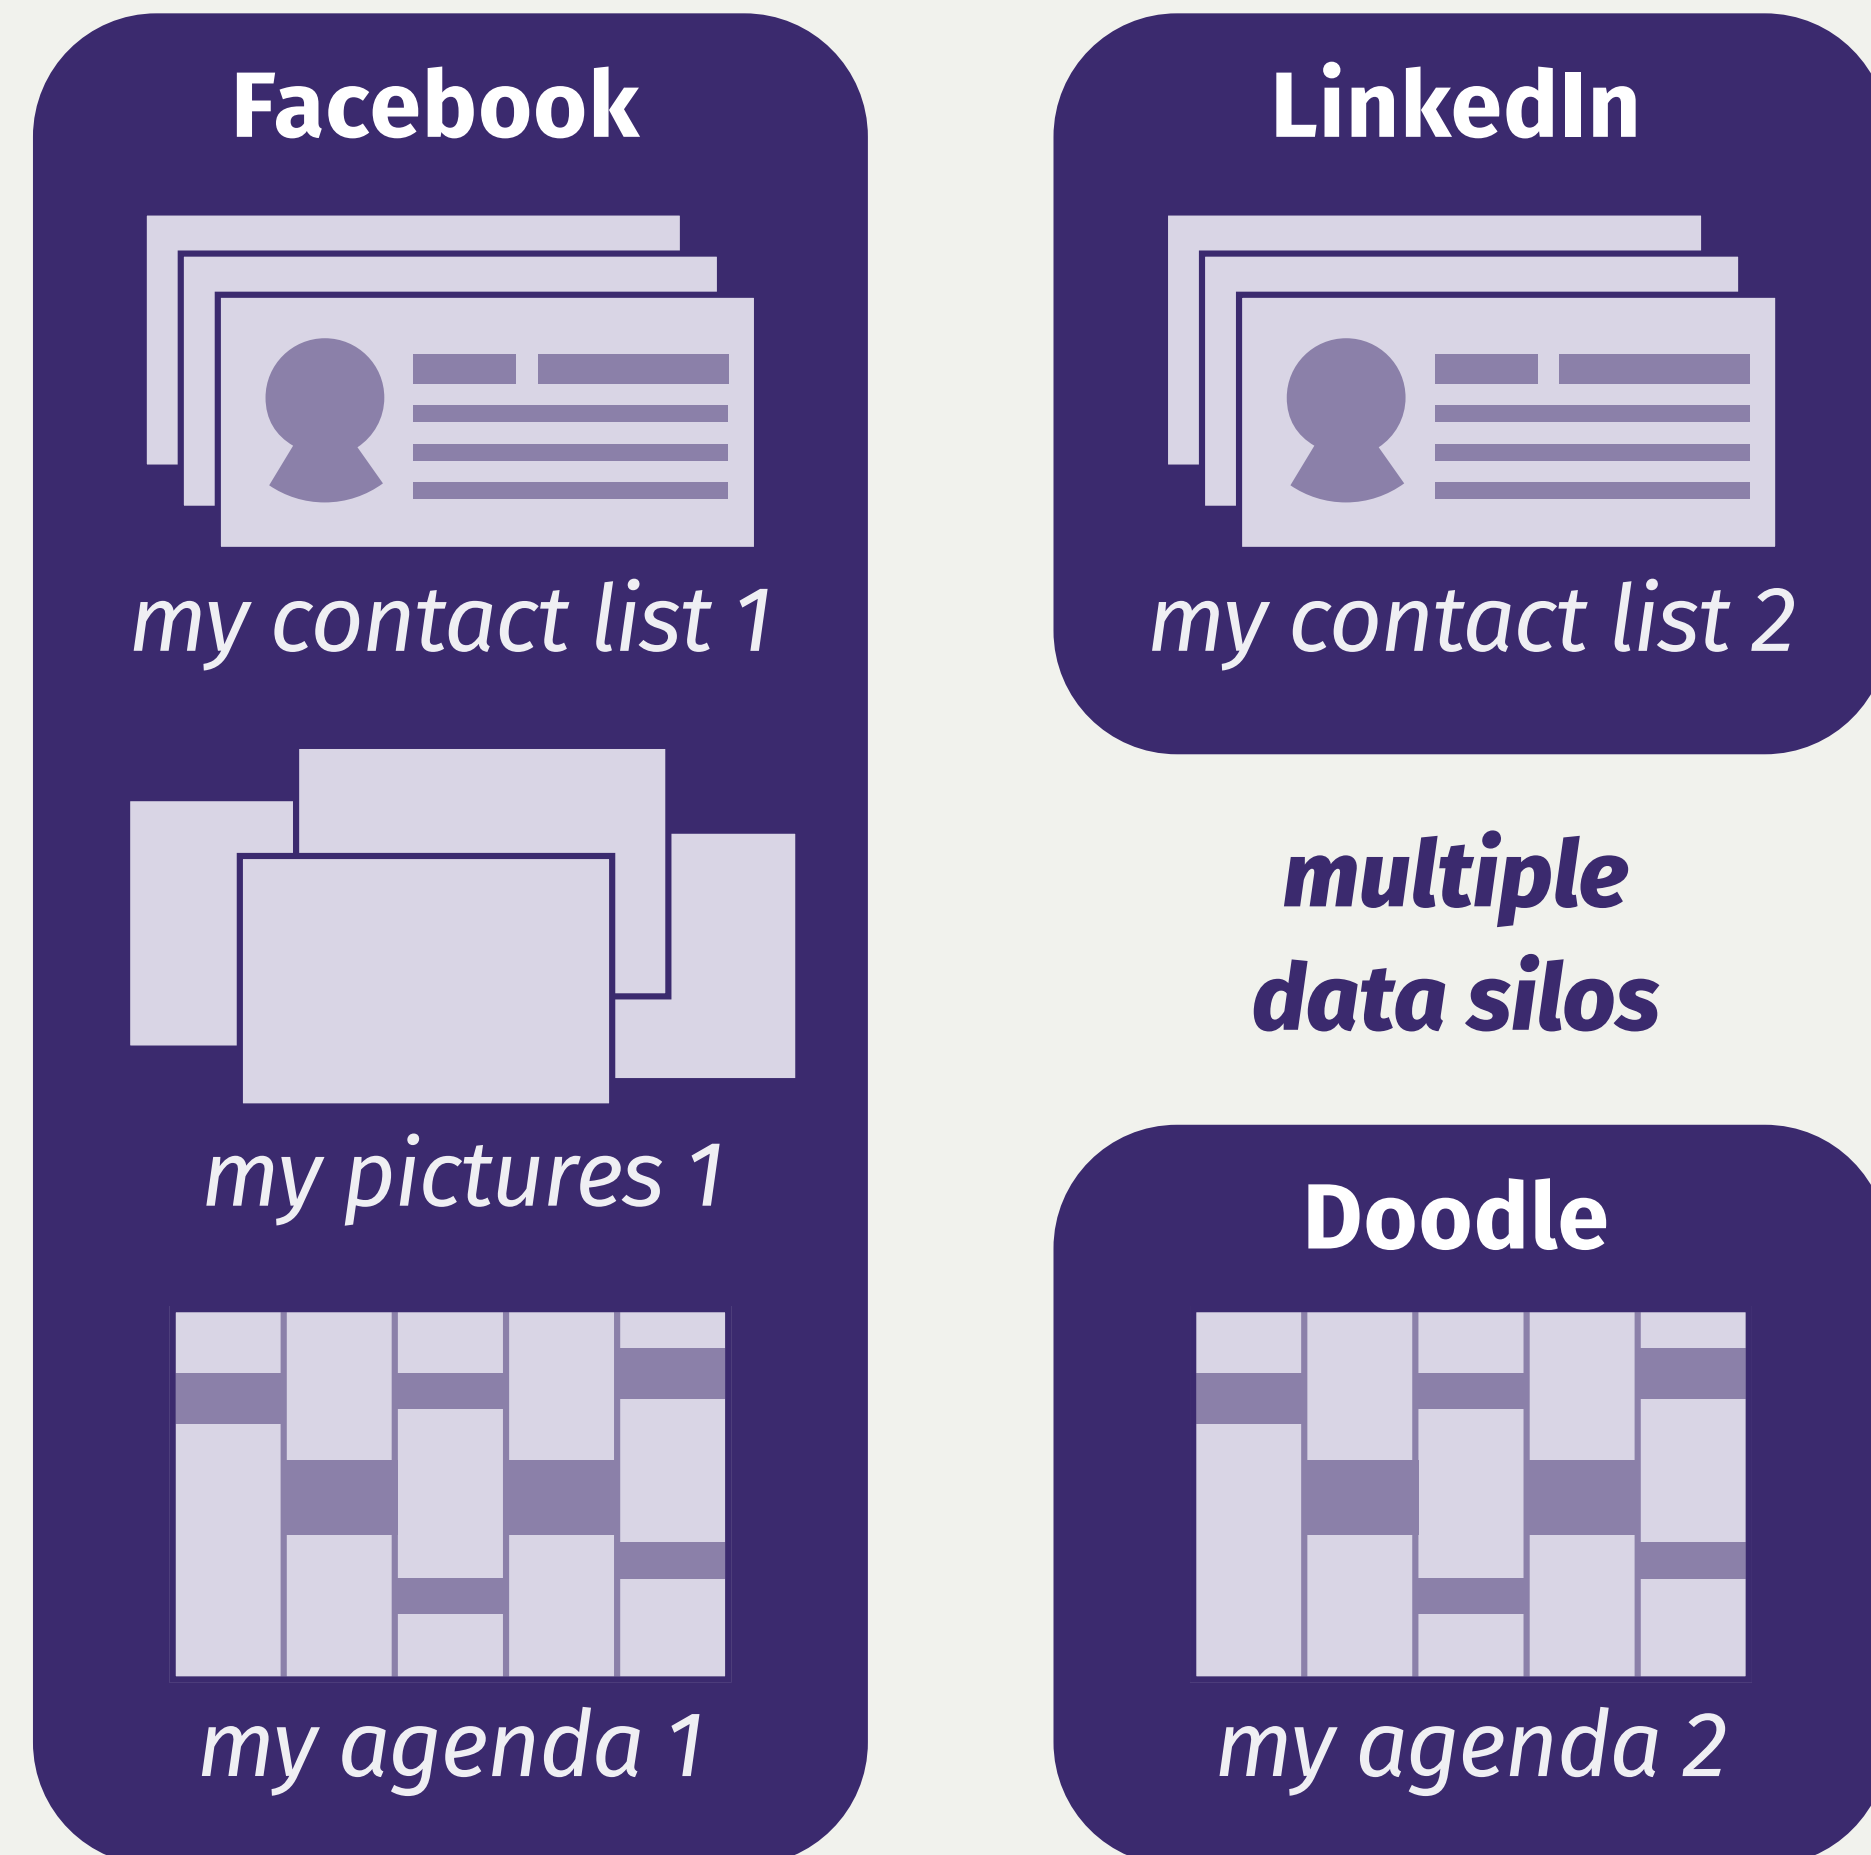 Facebook
my contact list 1
my pictures 1
my agenda 1
LinkedIn
my contact list 2
multiple
data silos
Doodle
my agenda 2